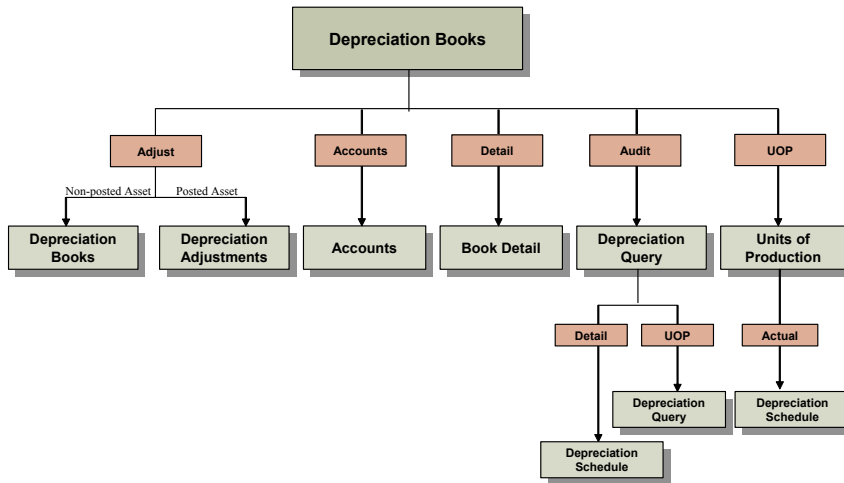 Depreciation Books
Adjust
Accounts
Detail
Audit
UOP
Non-posted Asset
Posted Asset
Depreciation
Books
Depreciation
Adjustments
Accounts
Book Detail
Depreciation
Query
Units of
Production
Detail
UOP
Actual
Depreciation
Query
Depreciation
Schedule
Depreciation
Schedule